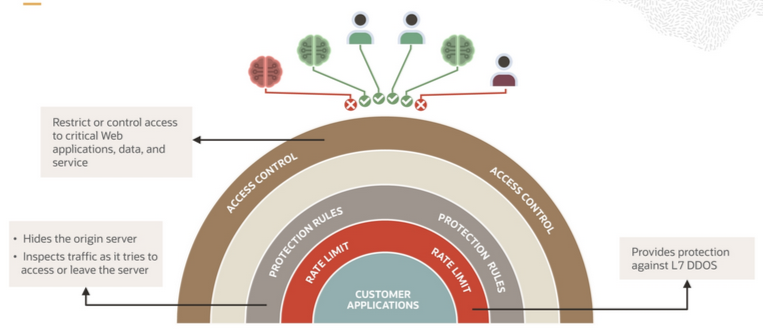 Restrict or control access
to critical Web
applications, data, and
service
ACCESS CONTROL
ACCESS CONTROL
• Hides the origin server
• Inspects traffic as it tries to
access or leave the server
PROTECTION RULES
PROTECTION RULES
RATE LIMIT
RATE LIMIT
CUSTOMER
APPLICATIONS
Provides protection
against L7 DDOS